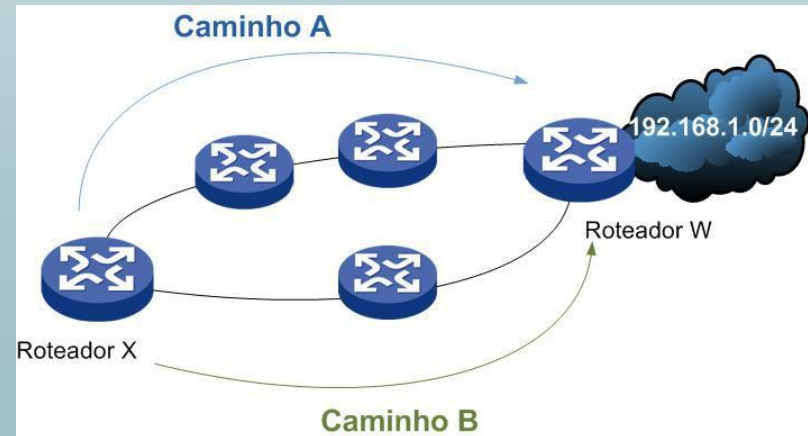 Caminho A
192.168.1.0/24
Roteador W
Roteador X
Caminho B